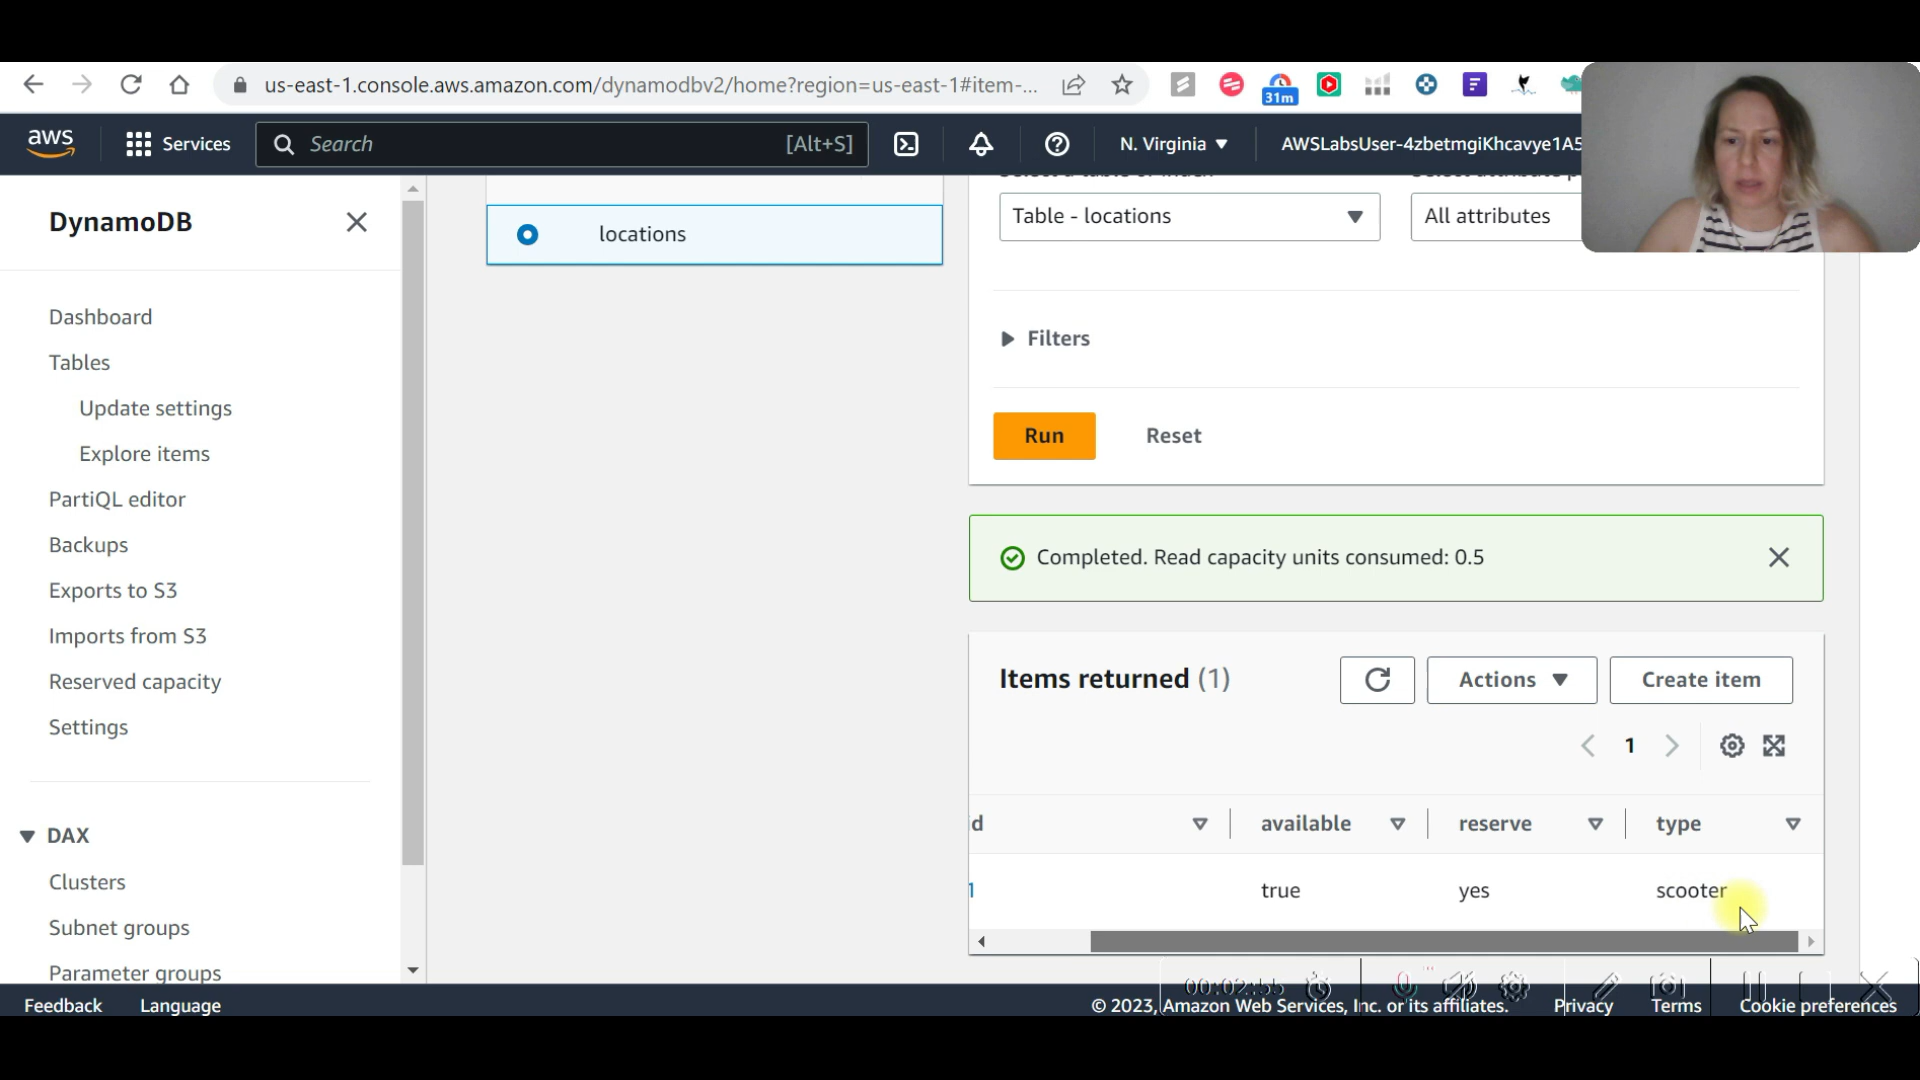 us-east-1.console.aws.amazon.com/dynamodbv2/home?region=us-east-1#item-...
31m
aws
Services
Search
[Alt+S]
N. Virginia
AWSLabsUser-4zbetmgiKhcavye1A5
DynamoDB
Dashboard
Tables
Update settings
Explore items
PartiQL editor
Backups
Exports to S3
Imports from S3
Reserved capacity
Settings
DAX
Clusters
Subnet groups
Parameter groups
locations
Table - locations
All attributes
Filters
Run
Reset
Completed. Read capacity units consumed: 0.5
Items returned (1)
Actions
Create item
1
d
available
reserve
type
1
true
yes
scooter
00:02:55
Feedback
Language
© 2023, Amazon Web Services, Inc. or its affiliates.
Privacy
Terms
Cookie preferences